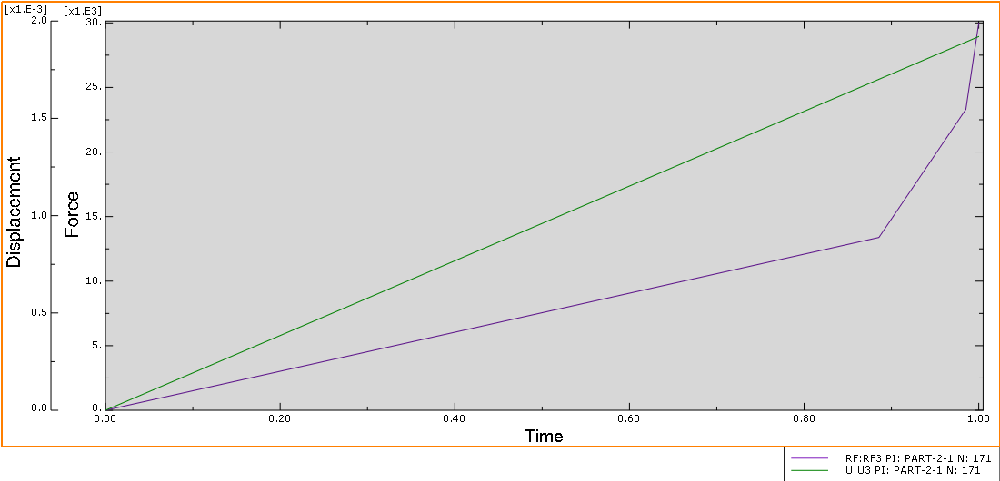 [x1.E-3] [x1.E3]
2.0
1.5
1.0
0.5
0.0
Displacement
30.
25.
20.
15.
10.
5.
0.
Force
0.00 0.20 0.40 0.60 0.80 1.00
Time
RF:RF3 PI: PART-2-1 N: 171
U:U3 PI: PART-2-1 N: 171